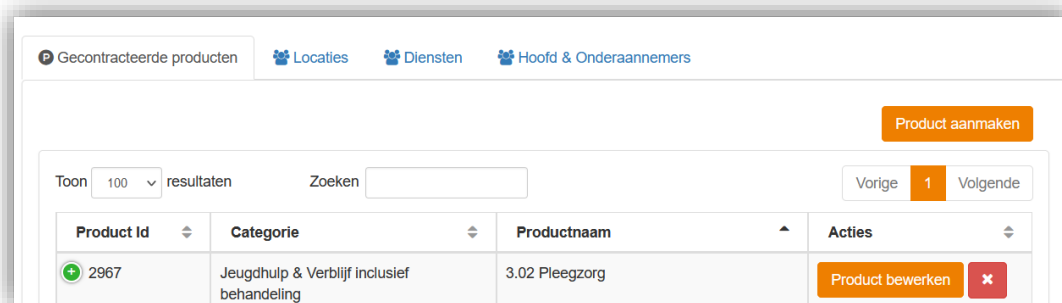 Gecontracteerde producten Locaties Diensten Hoofd & Onderaannemers
Product aanmaken
Toon 100 resultaten Zoeken Vorige 1 Volgende
Product Id Categorie Productnaam Acties
2967 Jeugdhulp & Verblijf inclusief 3.02 Pleegzorg Product bewerken
behandeling